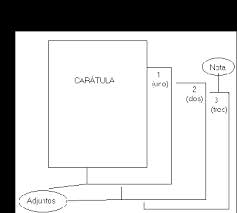 CARÁTULA
1
(uno)
2
(dos)
Nota
3
(tres)
Adjuntos